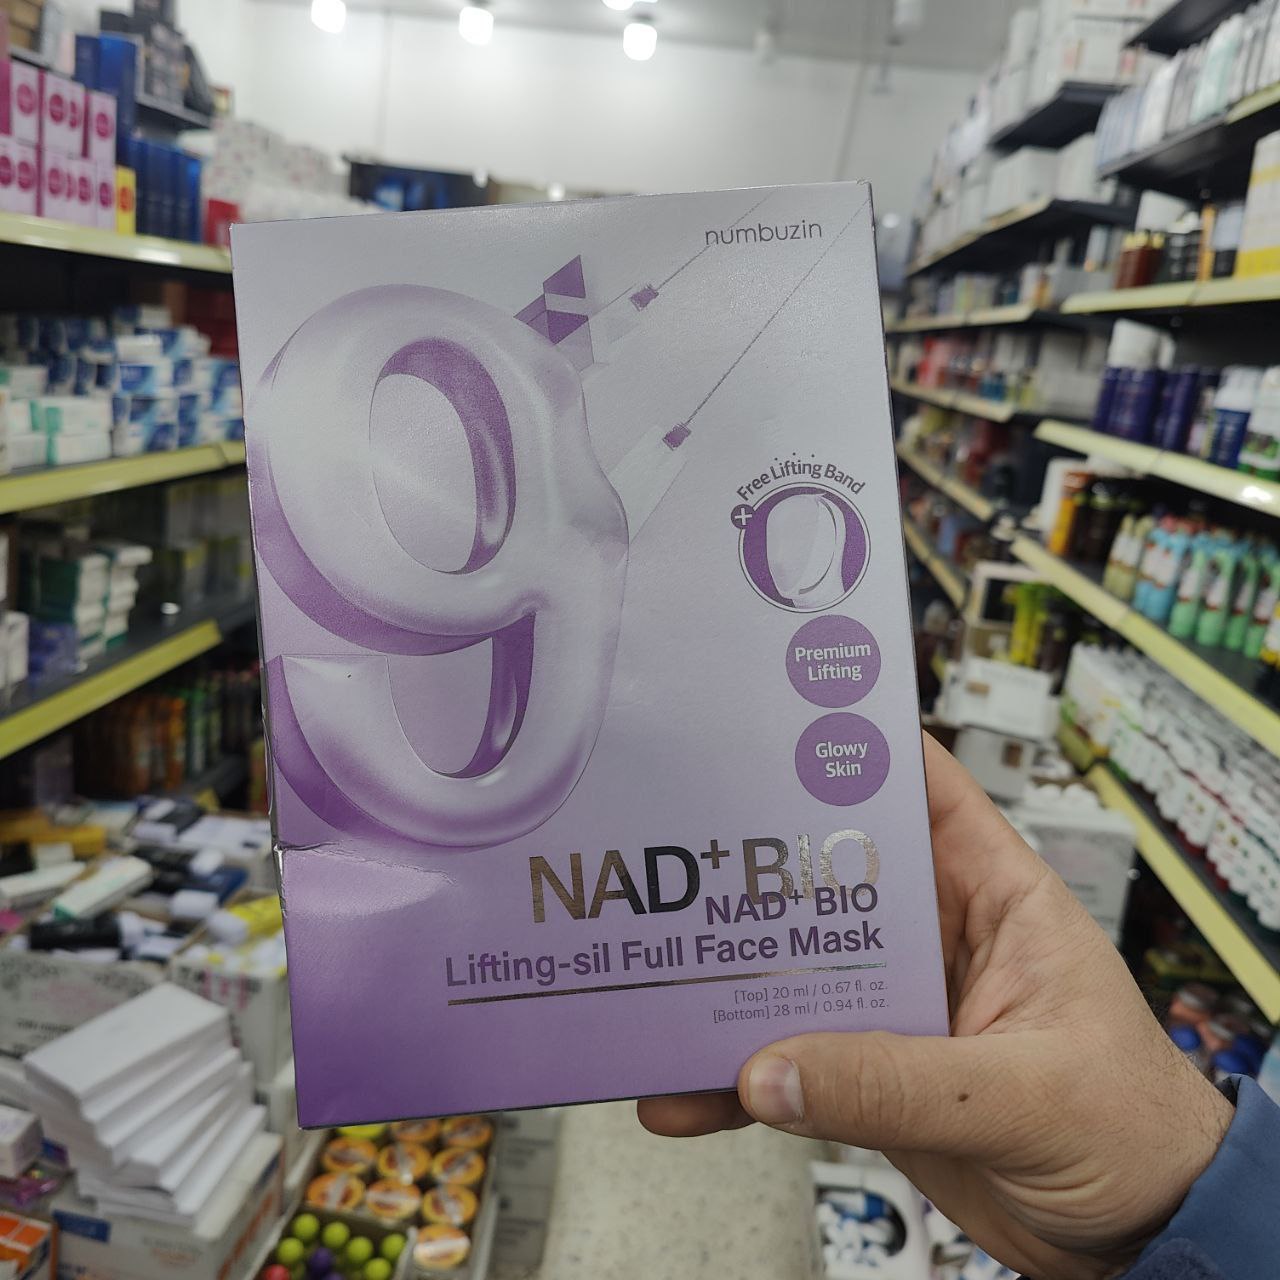 numbuzin
9
+
Free Lifting Band
Premium
Lifting
Glowy
Skin
NAD+ BIO
NAD+ BIO
Lifting-sil Full Face Mask
[Top] 20 ml / 0.67 fl. oz.
[Bottom] 28 ml / 0.94 fl. oz.